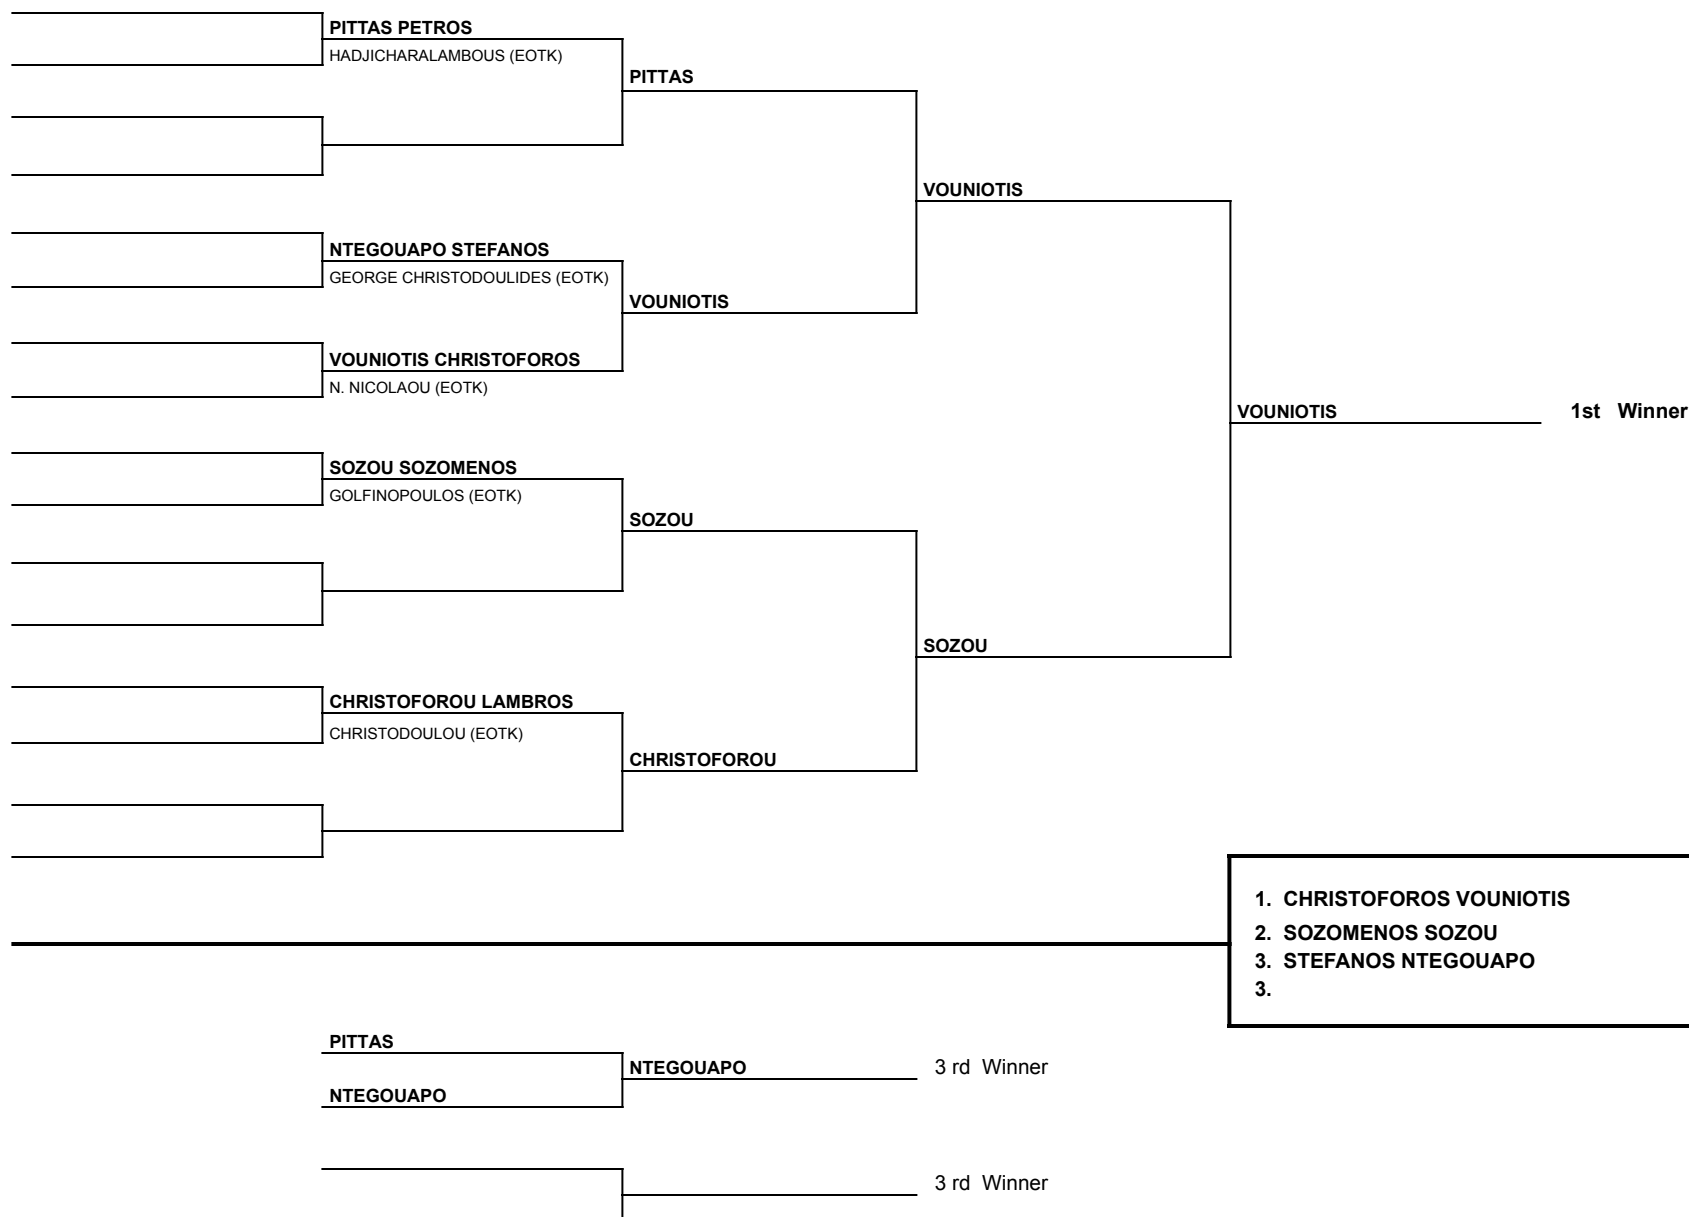 PITTAS PETROS
HADJICHARALAMBOUS (EOTK)
PITTAS
VOUNIOTIS
NTEGOUAPO STEFANOS
GEORGE CHRISTODOULIDES (EOTK)
VOUNIOTIS
VOUNIOTIS CHRISTOFOROS
N. NICOLAOU (EOTK)
VOUNIOTIS 1st Winner
SOZOU SOZOMENOS
GOLFINOPOULOS (EOTK)
SOZOU
SOZOU
CHRISTOFOROU LAMBROS
CHRISTODOULOU (EOTK)
CHRISTOFOROU
1. CHRISTOFOROS VOUNIOTIS
2. SOZOMENOS SOZOU
3. STEFANOS NTEGOUAPO
3.
PITTAS
NTEGOUAPO 3 rd Winner
NTEGOUAPO
3 rd Winner